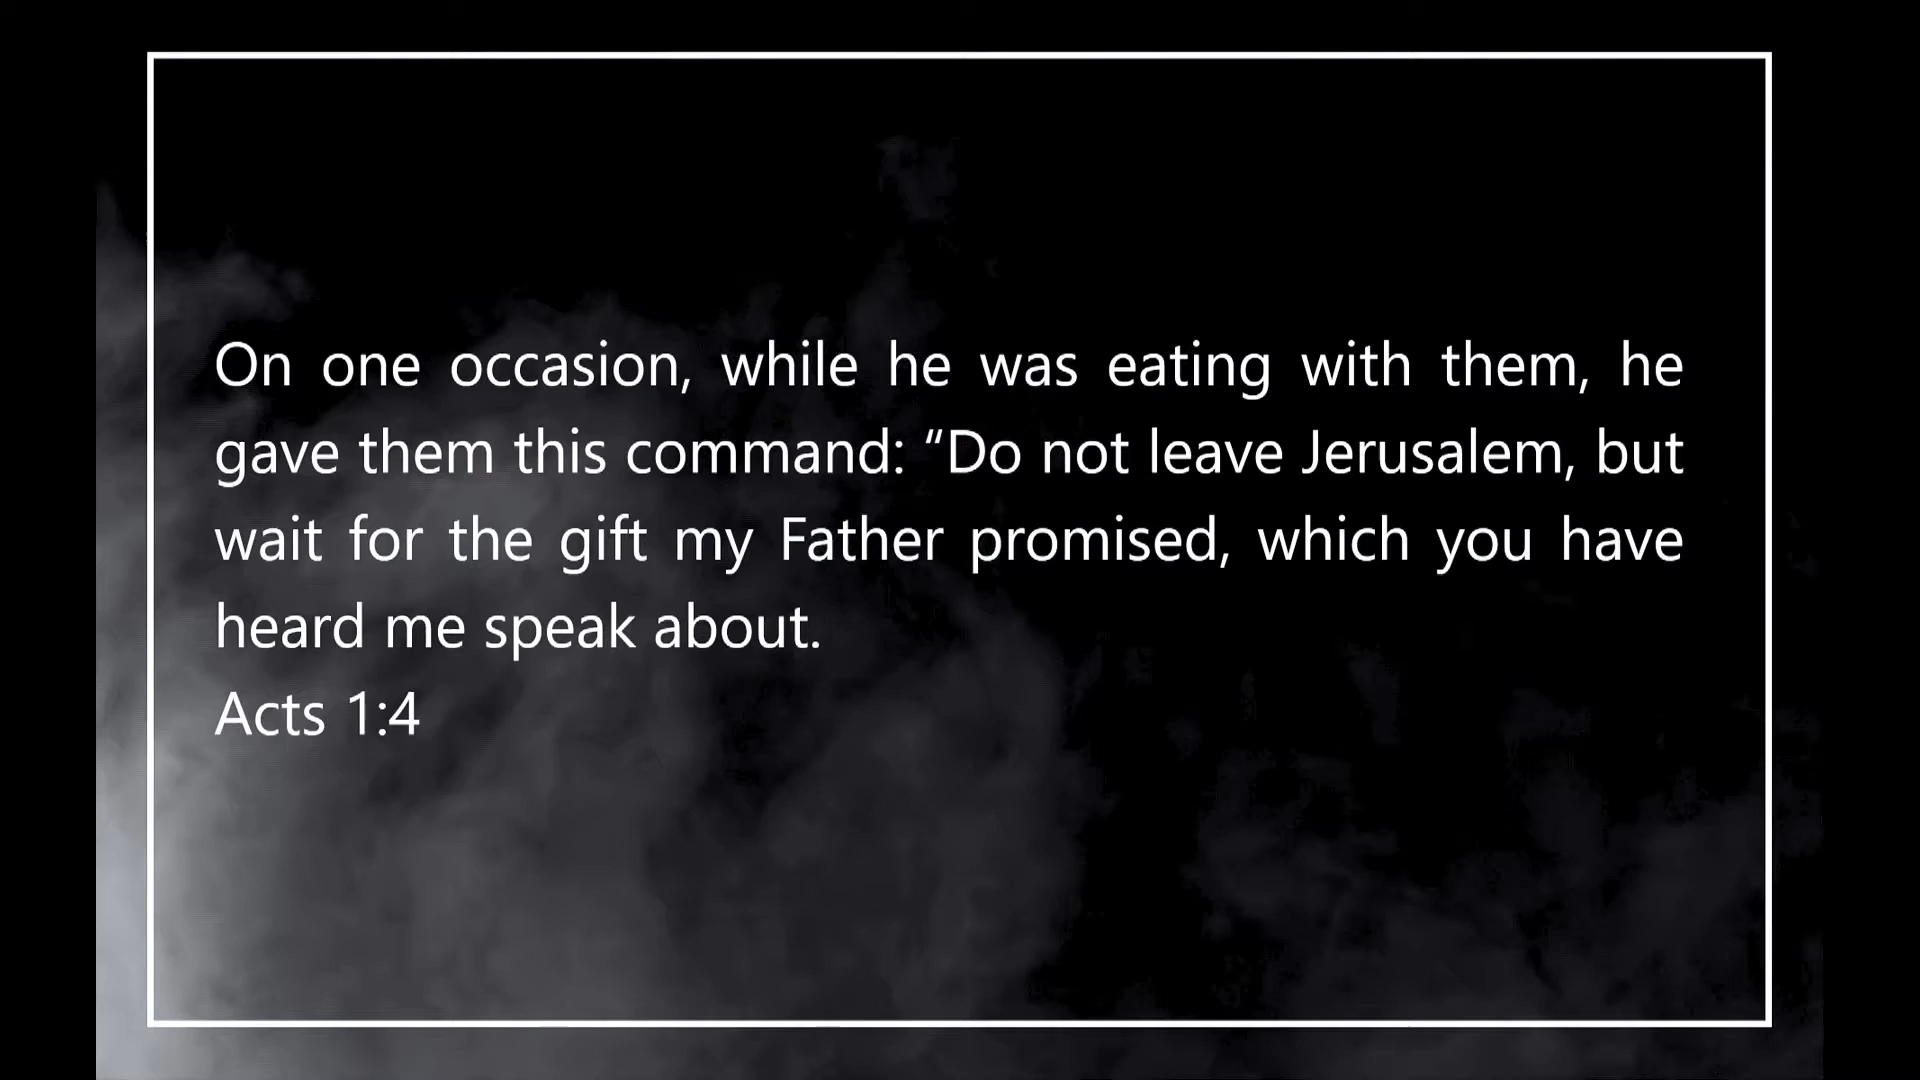 On one occasion, while he was eating with them, he
gave them this command: “Do not leave Jerusalem, but
wait for the gift my Father promised, which you have
heard me speak about.
Acts 1:4